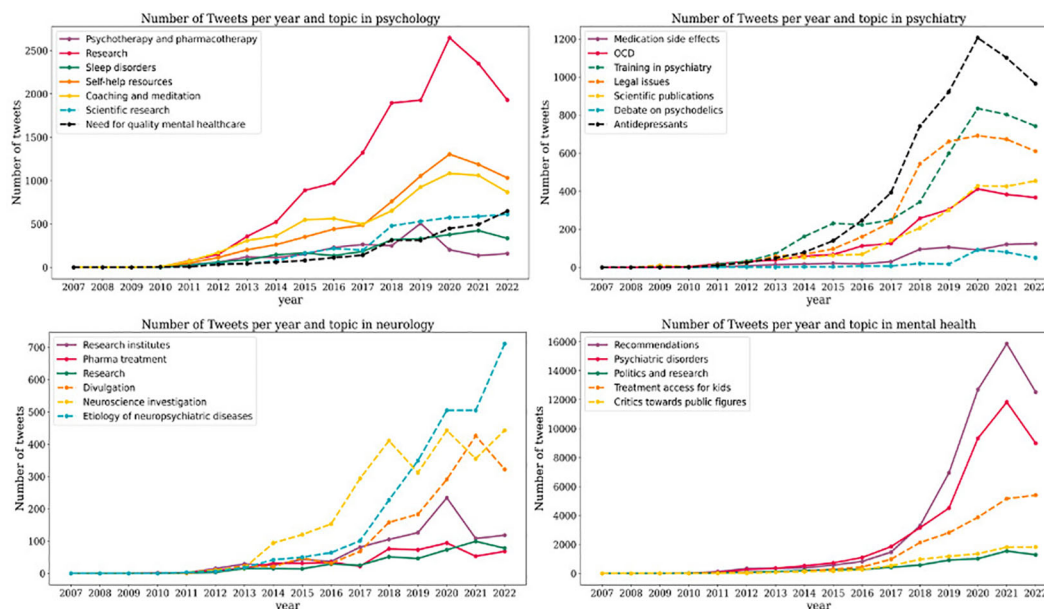 Number of Tweets per year and topic in psychology
Psychotherapy and pharmacotherapy
Research
Sleep disorders
Self-help resources
Coaching and meditation
Scientific research
Need for quality mental healthcare
Number of tweets
2500
2000
1500
1000
500
0
2007 2008 2009 2010 2011 2012 2013 2014 2015 2016 2017 2018 2019 2020 2021 2022
year
Number of Tweets per year and topic in psychiatry
Medication side effects
OCD
Training in psychiatry
Legal issues
Scientific publications
Debate on psychodelics
Antidepressants
Number of tweets
1200
1000
800
600
400
200
0
2007 2008 2009 2010 2011 2012 2013 2014 2015 2016 2017 2018 2019 2020 2021 2022
year
Number of Tweets per year and topic in neurology
Research institutes
Pharma treatment
Research
Divulgation
Neuroscience investigation
Etiology of neuropsychiatric diseases
Number of tweets
700
600
500
400
300
200
100
0
2007 2008 2009 2010 2011 2012 2013 2014 2015 2016 2017 2018 2019 2020 2021 2022
year
Number of Tweets per year and topic in mental health
Recommendations
Psychiatric disorders
Politics and research
Treatment access for kids
Critics towards public figures
Number of tweets
16000
14000
12000
10000
8000
6000
4000
2000
0
2007 2008 2009 2010 2011 2012 2013 2014 2015 2016 2017 2018 2019 2020 2021 2022
year